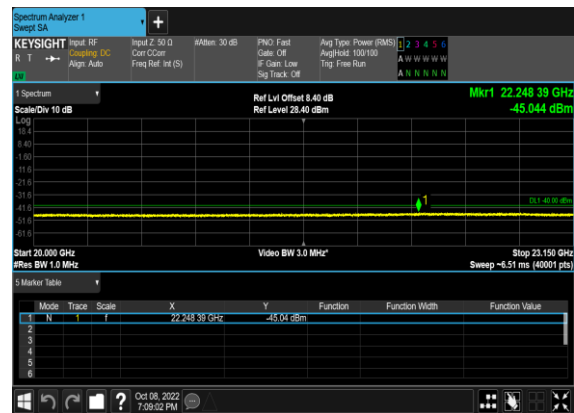 Spectrum Analyzer 1
Swept SA
+
KEYSIGHT Input: RF Input Z: 50 Ω #Atten: 30 dB PNO: Fast Avg Type: Power (RMS) 1 2 3 4 5 6
R T Coupling: DC Corr CCorr Gate: Off Avg|Hold: 100/100 A W W W W W
Align: Auto Freq Ref: Int (S) IF Gain: Low Trig: Free Run
Sig Track: Off A N N N N N
LV
1 Spectrum Ref Lvl Offset 8.40 dB Mkr1 22.248 39 GHz
Scale/Div 10 dB Ref Level 28.40 dBm -45.044 dBm
Log
18.4
8.40
-1.60
-11.6
-21.6
-31.6 1 DL1 -40.00 dBm
-41.6
-51.6
-61.6
Start 20.000 GHz Video BW 3.0 MHz* Stop 23.150 GHz
#Res BW 1.0 MHz Sweep ~6.51 ms (40001 pts)
5 Marker Table
Mode Trace Scale X Y Function Function Width Function Value
1 N 1 f 22.248 39 GHz -45.04 dBm
2
3
4
5
6
? Oct 08, 2022
7:09:02 PM